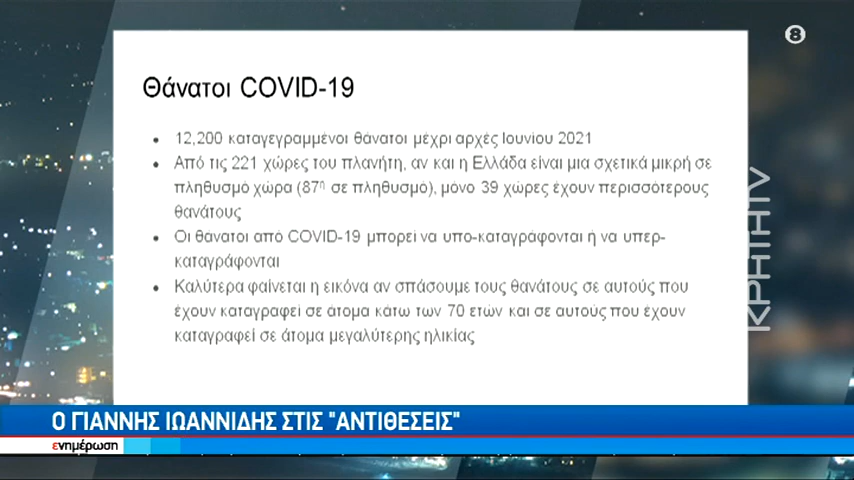 8
Θάνατοι COVID-19
• 12,200 καταγεγραμμένοι θάνατοι μέχρι αρχές Ιουνίου 2021
• Από τις 221 χώρες του πλανήτη, αν και η Ελλάδα είναι μια σχετικά μικρή σε
πληθυσμό χώρα (87η σε πληθυσμό), μόνο 39 χώρες έχουν περισσότερους
θανάτους
• Οι θάνατοι από COVID-19 μπορεί να υπο-καταγράφονται ή να υπερ-
καταγράφονται
• Καλύτερα φαίνεται η εικόνα αν σπάσουμε τους θανάτους σε αυτούς που
έχουν καταγραφεί σε άτομα κάτω των 70 ετών και σε αυτούς που έχουν
καταγραφεί σε άτομα μεγαλύτερης ηλικίας
ΚΡΗΤΗTV
Ο ΓΙΑΝΝΗΣ ΙΩΑΝΝΙΔΗΣ ΣΤΙΣ "ΑΝΤΙΘΕΣΕΙΣ"
ενημέρωση